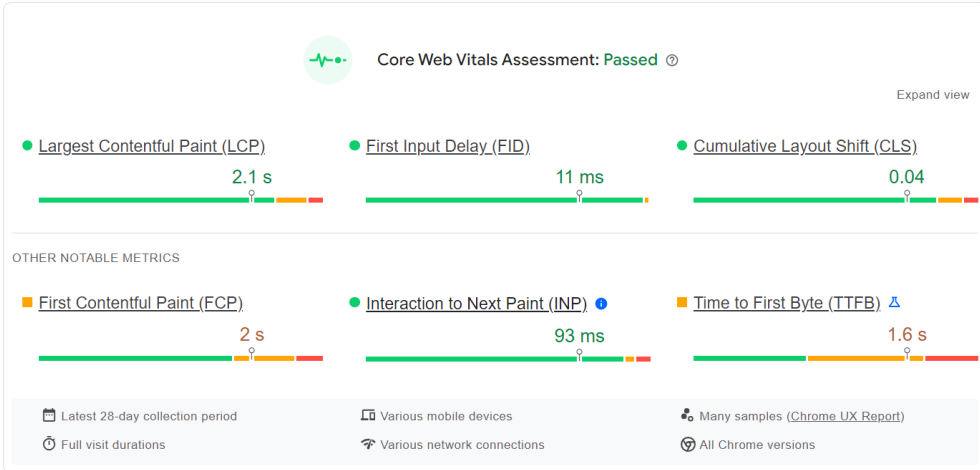 Core Web Vitals Assessment: Passed
Expand view
Largest Contentful Paint (LCP)
2.1 s
First Input Delay (FID)
11 ms
Cumulative Layout Shift (CLS)
0.04
OTHER NOTABLE METRICS
First Contentful Paint (FCP)
2 s
Interaction to Next Paint (INP)
93 ms
Time to First Byte (TTFB)
1.6 s
Latest 28-day collection period
Various mobile devices
Many samples (Chrome UX Report)
Full visit durations
Various network connections
All Chrome versions